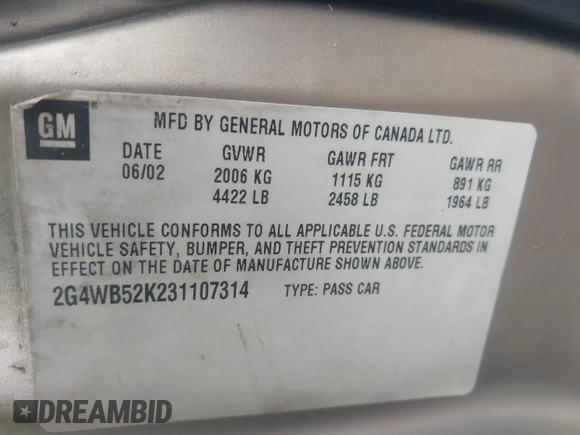 GM
MFD BY GENERAL MOTORS OF CANADA LTD.
DATE GVWR GAWR FRT GAWR RR
06/02 2006 KG 1115 KG 891 KG
4422 LB 2458 LB 1964 LB
THIS VEHICLE CONFORMS TO ALL APPLICABLE U.S. FEDERAL MOTOR
VEHICLE SAFETY, BUMPER, AND THEFT PREVENTION STANDARDS IN
EFFECT ON THE DATE OF MANUFACTURE SHOWN ABOVE.
2G4WB52K231107314 TYPE: PASS CAR
DREAMBID